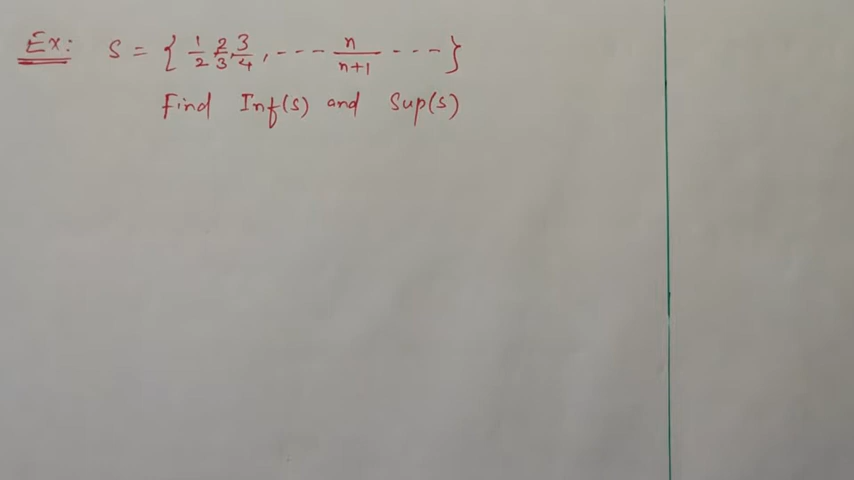 Ex: S = { 1/2 2/3 3/4, ---- n/n+1 ---- }
Find Inf(S) and Sup(S)